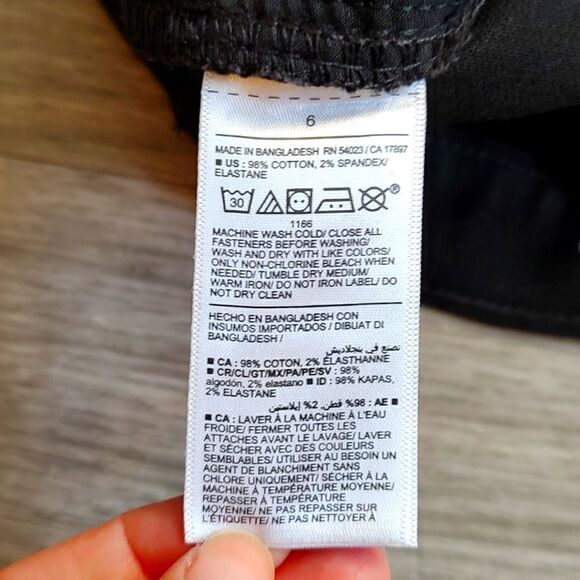 6
MADE IN BANGLADESH RN 54023 / CA 17897
■ US : 98% COTTON, 2% SPANDEX/
ELASTANE
30
®
1166
MACHINE WASH COLD/ CLOSE ALL
FASTENERS BEFORE WASHING/
WASH AND DRY WITH LIKE COLORS/
ONLY NON-CHLORINE BLEACH WHEN
NEEDED/ TUMBLE DRY MEDIUM/
WARM IRON/ DO NOT IRON LABEL/ DO
NOT DRY CLEAN
HECHO EN BANGLADESH CON
INSUMOS IMPORTADOS / DIBUAT DI
BANGLADESH /
صنع في بنجلاديش
■ CA : 98% COTON, 2% ÉLASTHANNE
■ CR/CL/GT/MX/PA/PE/SV : 98%
algodón, 2% elastano ■ ID : 98% KAPAS,
2% ELASTANE
■ AE : 98% قطن, 2% إيلاستين
■ CA : LAVER À LA MACHINE À L'EAU
FROIDE/ FERMER TOUTES LES
ATTACHES AVANT LE LAVAGE/ LAVER
ET SÉCHER AVEC DES COULEURS
SEMBLABLES/ UTILISER AU BESOIN UN
AGENT DE BLANCHIMENT SANS
CHLORE UNIQUEMENT/ SÉCHER À LA
MACHINE À TEMPÉRATURE MOYENNE/
REPASSER À TEMPÉRATURE
MOYENNE/ NE PAS REPASSER SUR
L'ÉTIQUETTE/ NE PAS NETTOYER À